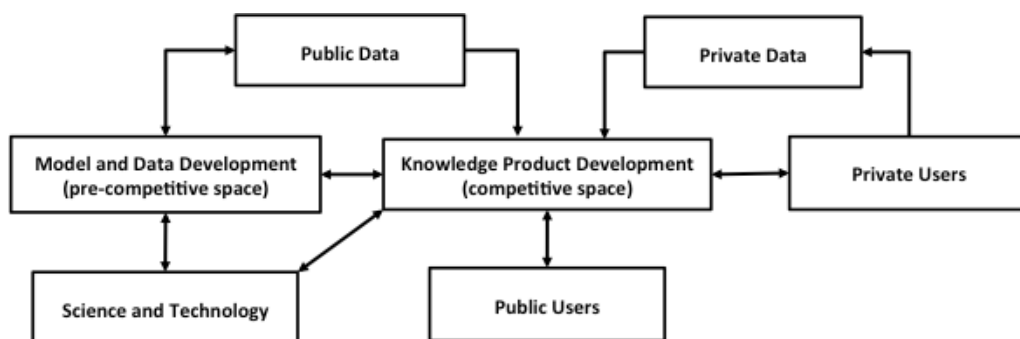 Public Data
Private Data
Model and Data Development
(pre-competitive space)
Knowledge Product Development
(competitive space)
Private Users
Science and Technology
Public Users